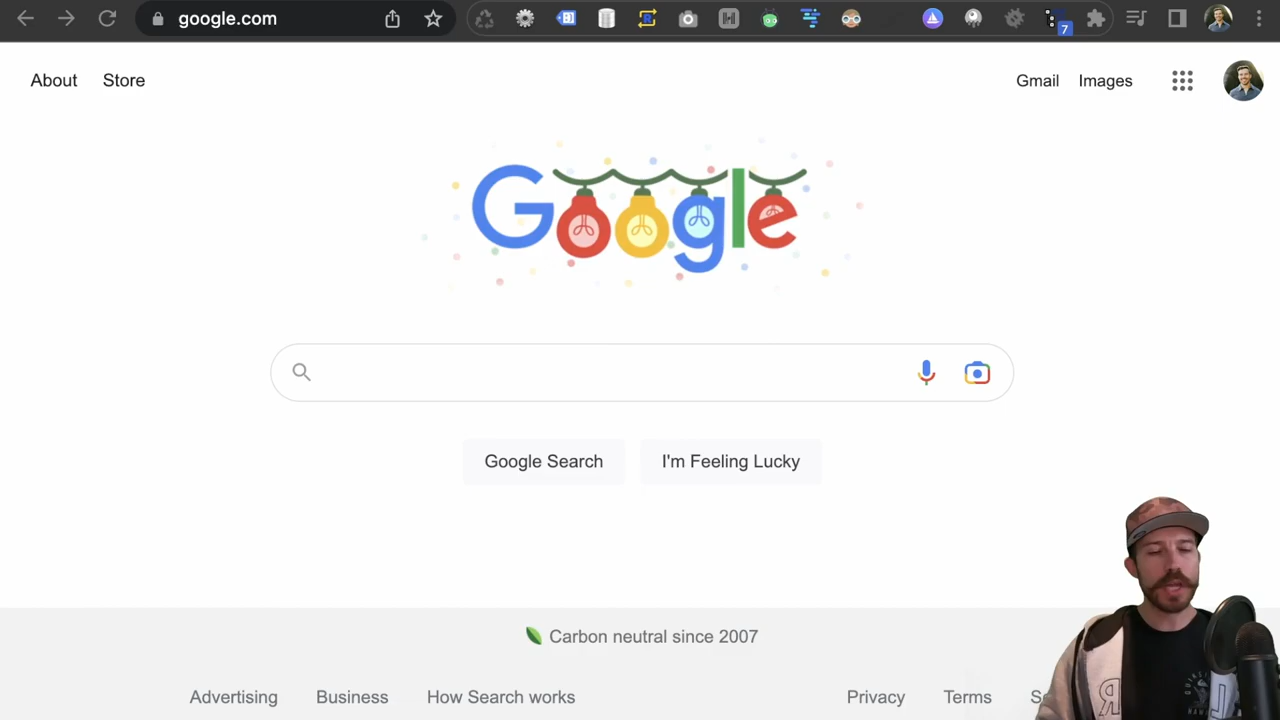 google.com
7
About Store
Gmail Images
Google
Google Search
I'm Feeling Lucky
Carbon neutral since 2007
Advertising Business How Search works
Privacy Terms